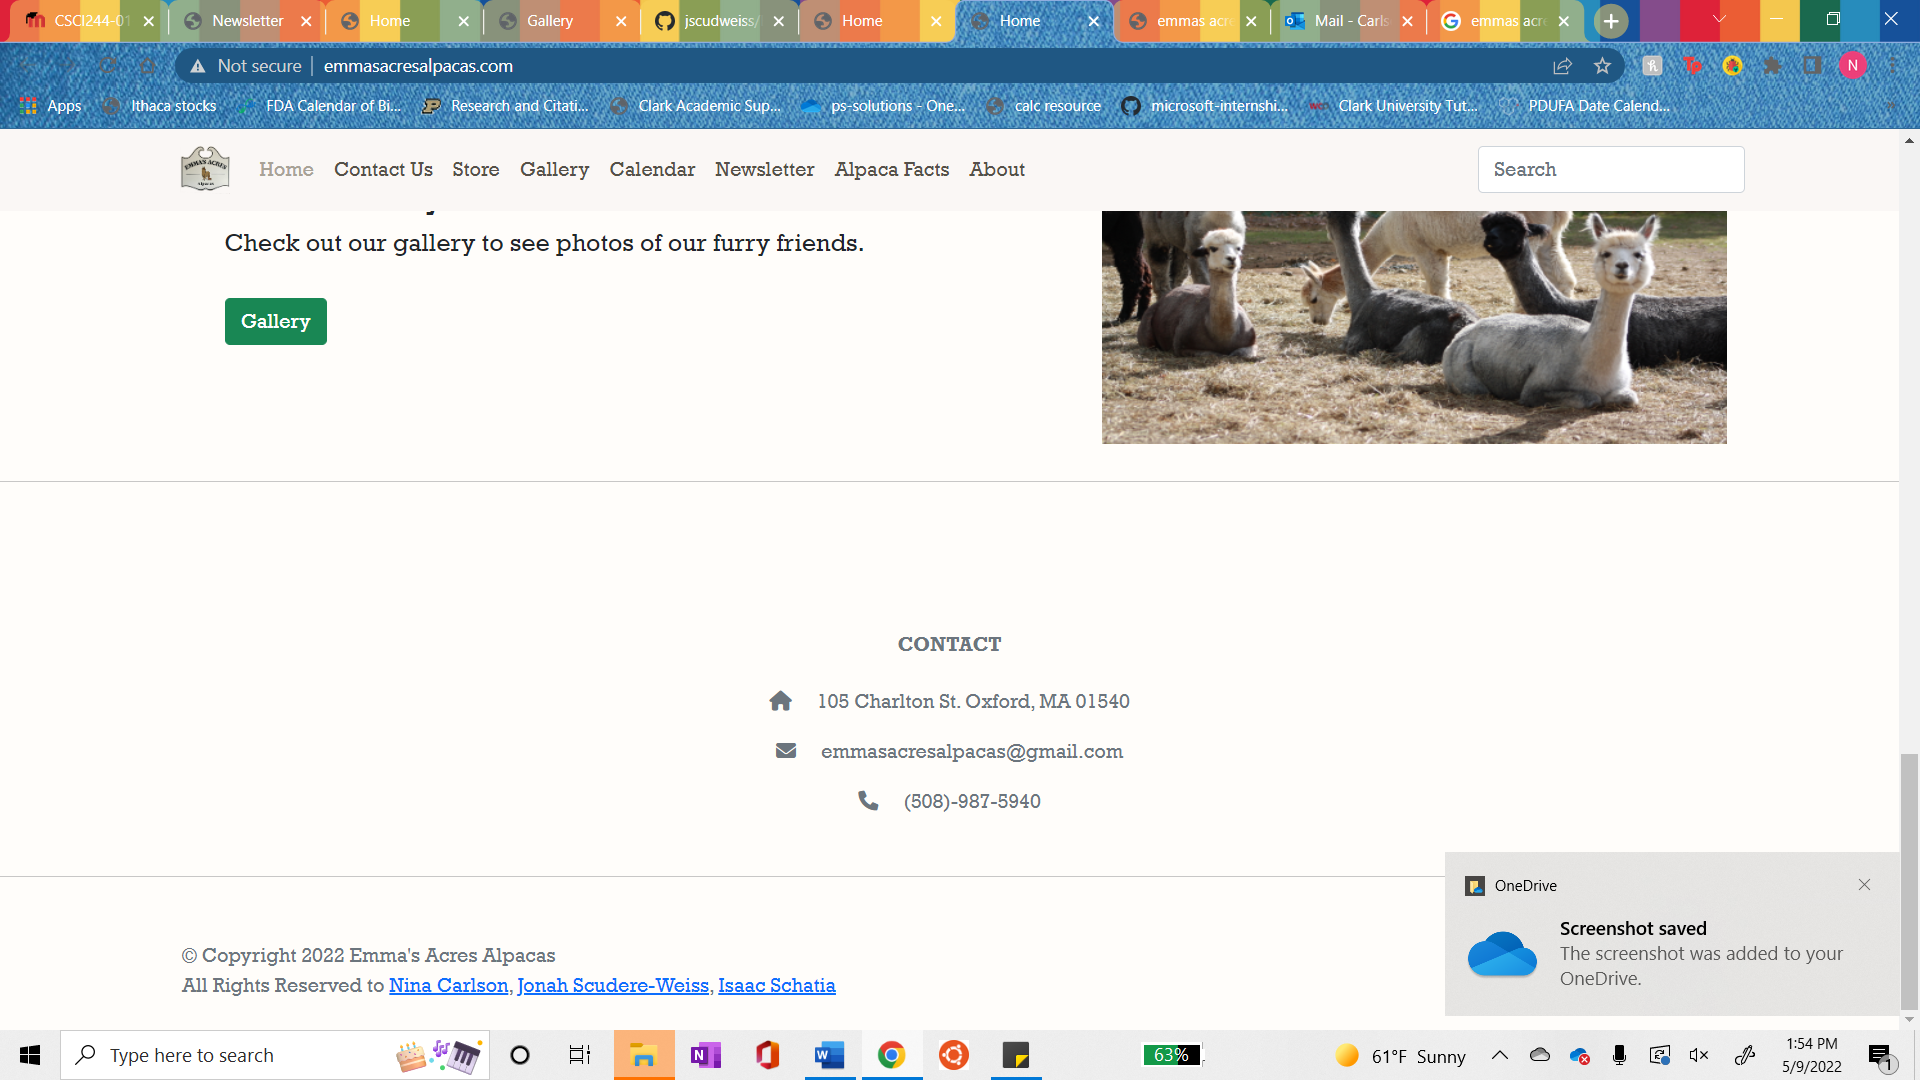 CSCI244-01
Newsletter
Home
Gallery
jscudweiss/
Home
Home
emmas acre
Mail - Carls
emmas acre
Not secure
emmasacresalpacas.com
N
Apps
Ithaca stocks
FDA Calendar of Bi...
Research and Citati...
Clark Academic Sup...
ps-solutions - One...
calc resource
microsoft-internshi...
Clark University Tut...
PDUFA Date Calend...
EMMA'S ACRES
Alpacas
Home
Contact Us
Store
Gallery
Calendar
Newsletter
Alpaca Facts
About
Search
Check out our gallery to see photos of our furry friends.
Gallery
CONTACT
105 Charlton St. Oxford, MA 01540
emmasacresalpacas@gmail.com
(508)-987-5940
OneDrive
Screenshot saved
The screenshot was added to your
OneDrive.
© Copyright 2022 Emma's Acres Alpacas
All Rights Reserved to Nina Carlson, Jonah Scudere-Weiss, Isaac Schatia
Type here to search
63%
61°F Sunny
1:54 PM
5/9/2022
1